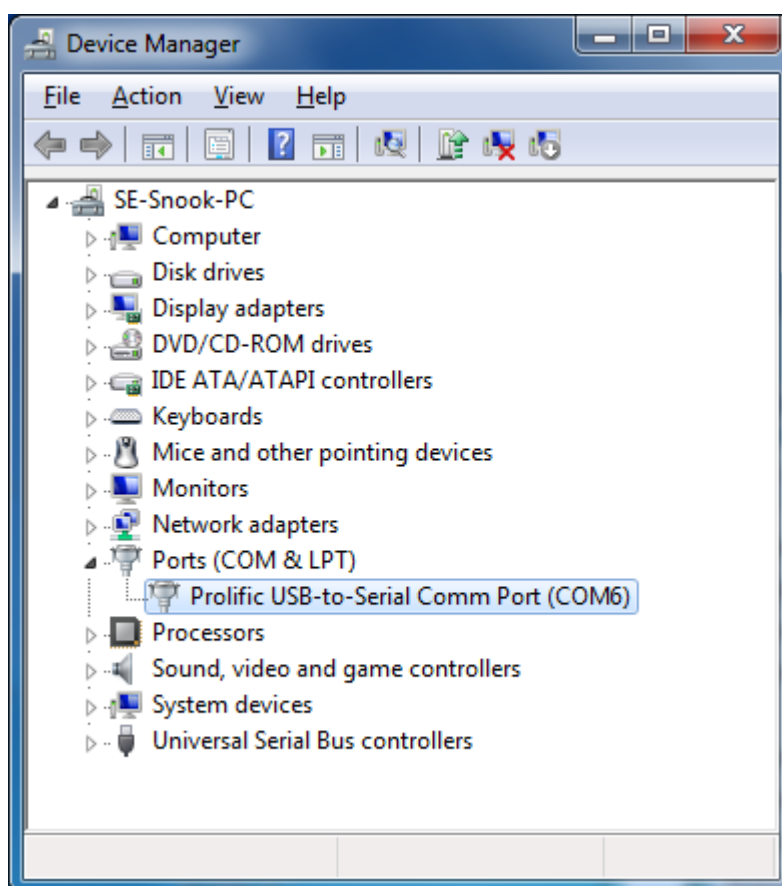 Device Manager
File Action View Help
SE-Snook-PC
Computer
Disk drives
Display adapters
DVD/CD-ROM drives
IDE ATA/ATAPI controllers
Keyboards
Mice and other pointing devices
Monitors
Network adapters
Ports (COM & LPT)
Prolific USB-to-Serial Comm Port (COM6)
Processors
Sound, video and game controllers
System devices
Universal Serial Bus controllers